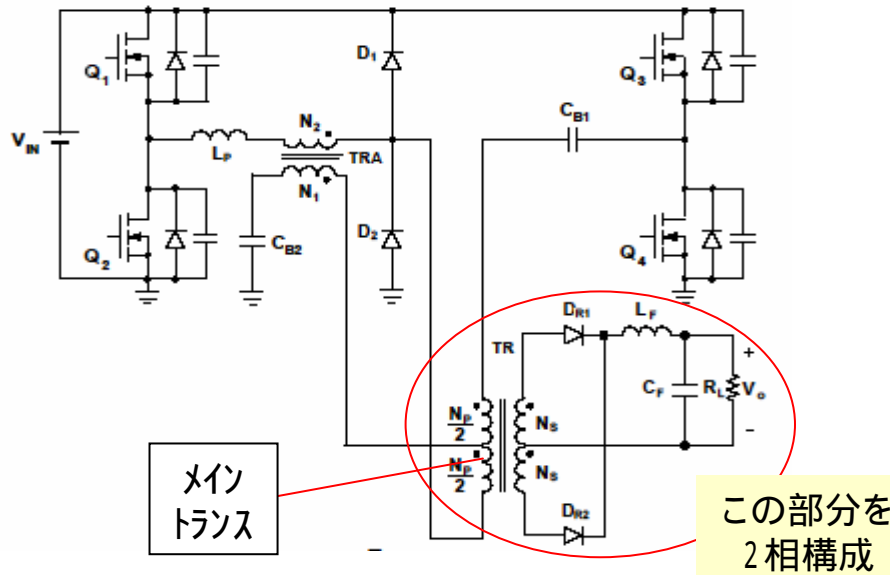 Q1
VIN
Q2
LP
N2
TRA
N1
CB2
D1
D2
CB1
Q3
Q4
DR1
LF
TR
CF
RL
+
Vo
−
NP
2
NS
NP
2
NS
DR2
メイン
トランス
この部分を
2相構成